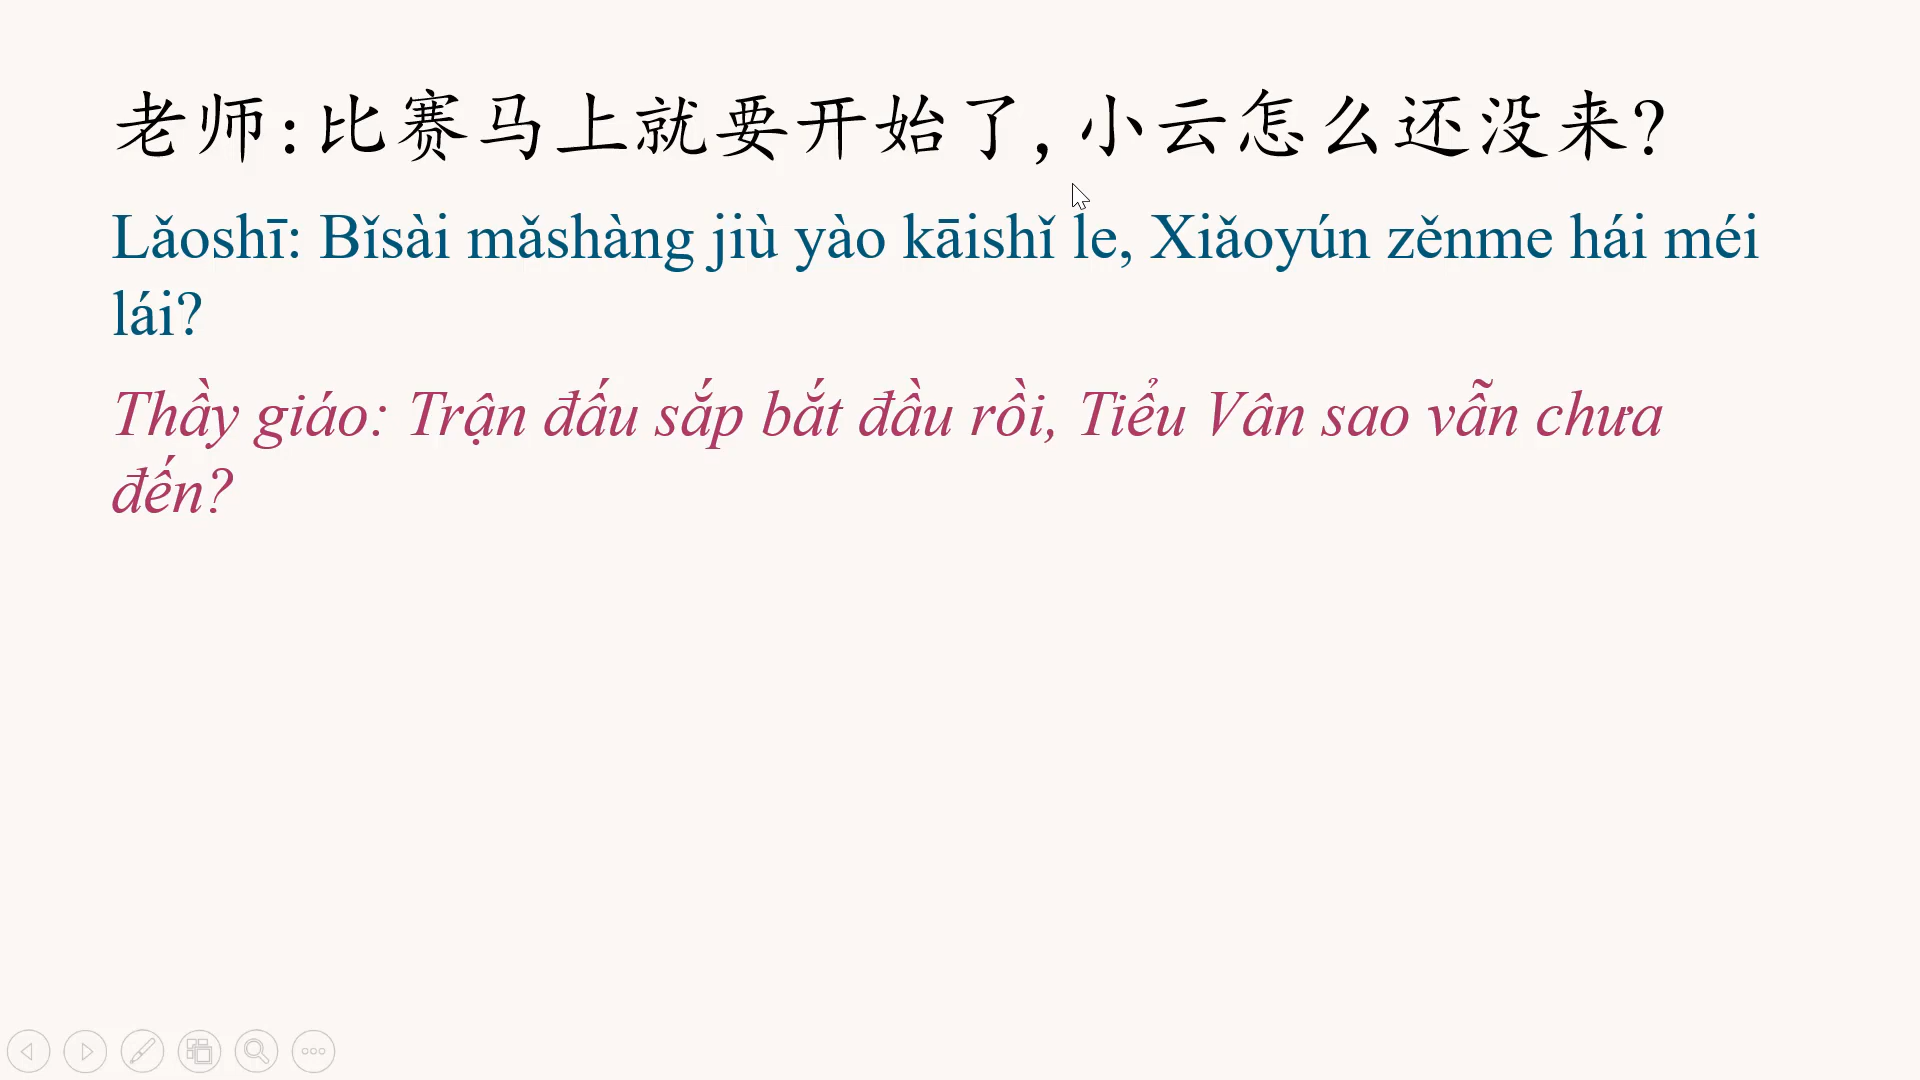 老师:比赛马上就要开始了,小云怎么还没来?
Lǎoshī: Bǐsài mǎshàng jiù yào kāishǐ le, Xiǎoyún zěnme hái méi
lái?
Thầy giáo: Trận đấu sắp bắt đầu rồi, Tiểu Vân sao vẫn chưa
đến?